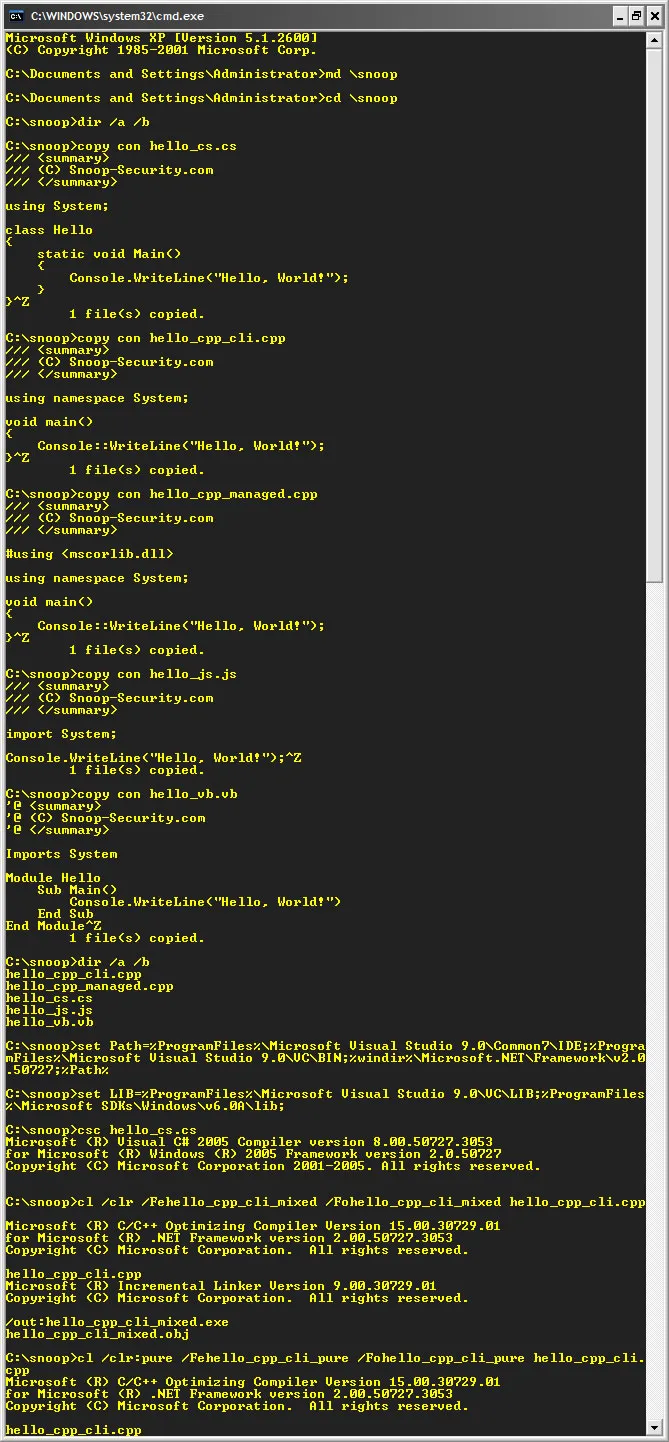 C:\WINDOWS\system32\cmd.exe
Microsoft Windows XP [Version 5.1.2600]
(C) Copyright 1985-2001 Microsoft Corp.
C:\Documents and Settings\Administrator>md \snoop
C:\Documents and Settings\Administrator>cd \snoop
C:\snoop>dir /a /b
C:\snoop>copy con hello_cs.cs
/// <summary>
/// (C) Snoop-Security.com
/// </summary>
using System;
class Hello
{
    static void Main()
    {
        Console.WriteLine("Hello, World!");
    }
}^Z
        1 file(s) copied.
C:\snoop>copy con hello_cpp_cli.cpp
/// <summary>
/// (C) Snoop-Security.com
/// </summary>
using namespace System;
void main()
{
    Console::WriteLine("Hello, World!");
}^Z
        1 file(s) copied.
C:\snoop>copy con hello_cpp_managed.cpp
/// <summary>
/// (C) Snoop-Security.com
/// </summary>
#using <mscorlib.dll>
using namespace System;
void main()
{
    Console::WriteLine("Hello, World!");
}^Z
        1 file(s) copied.
C:\snoop>copy con hello_js.js
/// <summary>
/// (C) Snoop-Security.com
/// </summary>
import System;
Console.WriteLine("Hello, World!");^Z
        1 file(s) copied.
C:\snoop>copy con hello_vb.vb
'@ <summary>
'@ (C) Snoop-Security.com
'@ </summary>
Imports System
Module Hello
    Sub Main()
        Console.WriteLine("Hello, World!")
    End Sub
End Module^Z
        1 file(s) copied.
C:\snoop>dir /a /b
hello_cpp_cli.cpp
hello_cpp_managed.cpp
hello_cs.cs
hello_js.js
hello_vb.vb
C:\snoop>set Path=%ProgramFiles%\Microsoft Visual Studio 9.0\Common7\IDE;%Progra
mFiles%\Microsoft Visual Studio 9.0\VC\BIN;%windir%\Microsoft.NET\Framework\v2.0
.50727;%Path%
C:\snoop>set LIB=%ProgramFiles%\Microsoft Visual Studio 9.0\VC\LIB;%ProgramFiles
%\Microsoft SDKs\Windows\v6.0A\lib;
C:\snoop>csc hello_cs.cs
Microsoft (R) Visual C# 2005 Compiler version 8.00.50727.3053
for Microsoft (R) Windows (R) 2005 Framework version 2.0.50727
Copyright (C) Microsoft Corporation 2001-2005. All rights reserved.
C:\snoop>cl /clr /Fehello_cpp_cli_mixed /Fohello_cpp_cli_mixed hello_cpp_cli.cpp
Microsoft (R) C/C++ Optimizing Compiler Version 15.00.30729.01
for Microsoft (R) .NET Framework version 2.00.50727.3053
Copyright (C) Microsoft Corporation.  All rights reserved.
hello_cpp_cli.cpp
Microsoft (R) Incremental Linker Version 9.00.30729.01
Copyright (C) Microsoft Corporation.  All rights reserved.
/out:hello_cpp_cli_mixed.exe
hello_cpp_cli_mixed.obj
C:\snoop>cl /clr:pure /Fehello_cpp_cli_pure /Fohello_cpp_cli_pure hello_cpp_cli.
cpp
Microsoft (R) C/C++ Optimizing Compiler Version 15.00.30729.01
for Microsoft (R) .NET Framework version 2.00.50727.3053
Copyright (C) Microsoft Corporation.  All rights reserved.
hello_cpp_cli.cpp